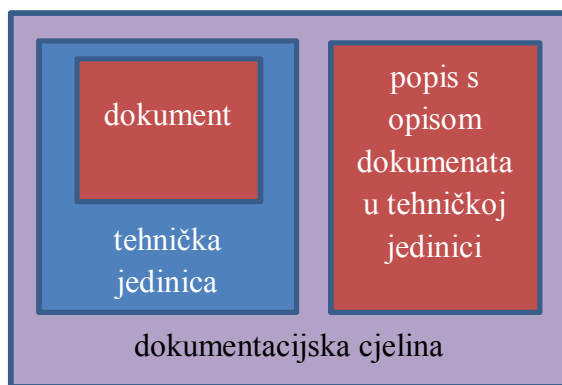 dokument
tehnička
jedinica
popis s
opisom
dokumenata
u tehničkoj
jedinici
dokumentacijska cjelina